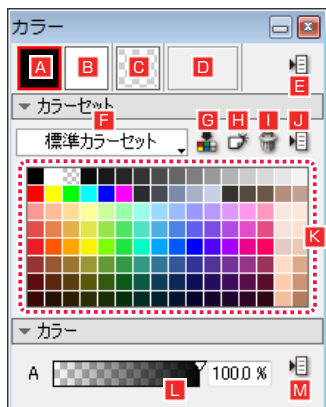 カラー
A B C D
E
カラーセット
F G H I J
標準カラーセット
K
カラー
A 100.0 %
L M